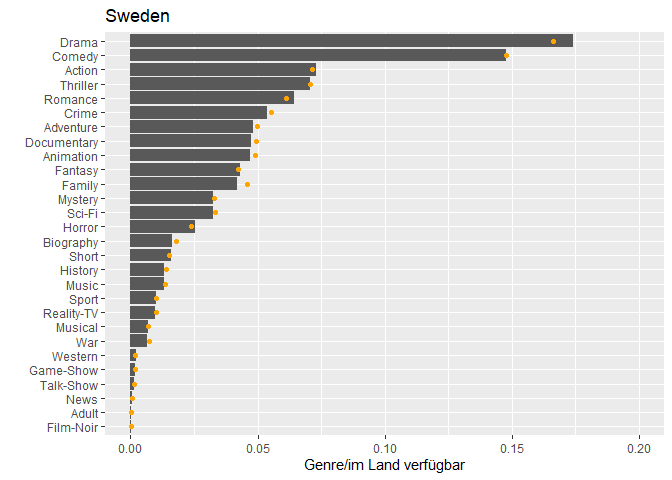 Sweden
Drama
Comedy
Action
Thriller
Romance
Crime
Adventure
Documentary
Animation
Fantasy
Family
Mystery
Sci-Fi
Horror
Biography
Short
History
Music
Sport
Reality-TV
Musical
War
Western
Game-Show
Talk-Show
News
Adult
Film-Noir
0.00 0.05 0.10 0.15 0.20
Genre/im Land verfügbar